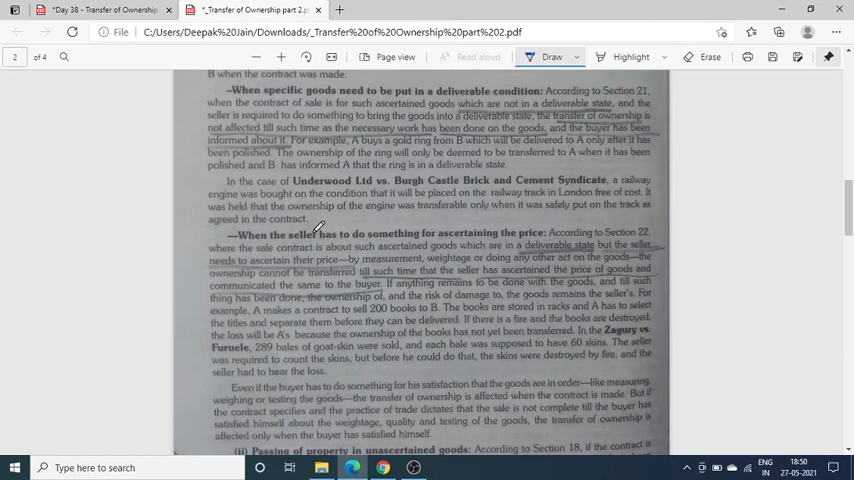 *Day 38 - Transfer of Ownership
*_Transfer of Ownership part 2.p
File
C:/Users/Deepak%20Jain/Downloads/_Transfer%20of%20Ownership%20part%202.pdf
2
of 4
Page view
Read aloud
Draw
Highlight
Erase
B when the contract was made.
–When specific goods need to be put in a deliverable condition: According to Section 21,
when the contract of sale is for such ascertained goods which are not in a deliverable state, and the
seller is required to do something to bring the goods into a deliverable state, the transfer of ownership is
not affected till such time as the necessary work has been done on the goods, and the buyer has been
informed about it. For example, A buys a gold ring from B which will be delivered to A only after it has
been polished. The ownership of the ring will only be deemed to be transferred to A when it has been
polished and B has informed A that the ring is in a deliverable state.
In the case of Underwood Ltd vs. Burgh Castle Brick and Cement Syndicate, a railway
engine was bought on the condition that it will be placed on the railway track in London free of cost. It
was held that the ownership of the engine was transferable only when it was safely put on the track as
agreed in the contract.
—When the seller has to do something for ascertaining the price: According to Section 22,
where the sale contract is about such ascertained goods which are in a deliverable state but the seller
needs to ascertain their price—by measurement, weightage or doing any other act on the goods—the
ownership cannot be transferred till such time that the seller has ascertained the price of goods and
communicated the same to the buyer. If anything remains to be done with the goods, and till such
thing has been done, the ownership of, and the risk of damage to, the goods remains the seller's. For
example, A makes a contract to sell 200 books to B. The books are stored in racks and A has to select
the titles and separate them before they can be delivered. If there is a fire and the books are destroyed,
the loss will be A's because the ownership of the books has not yet been transferred. In the Zagury vs.
Furuele, 289 bales of goat-skin were sold, and each bale was supposed to have 60 skins. The seller
was required to count the skins, but before he could do that, the skins were destroyed by fire, and the
seller had to bear the loss.
Even if the buyer has to do something for his satisfaction that the goods are in order—like measuring,
weighing or testing the goods—the transfer of ownership is affected when the contract is made. But if
the contract specifies and the practice of trade dictates that the sale is not complete till the buyer has
satisfied himself about the weightage, quality and testing of the goods, the transfer of ownership is
affected only when the buyer has satisfied himself.
(ii) Passing of property in unascertained goods: According to Section 18, if the contract is
Type here to search
ENG
IN
18:50
27-05-2021